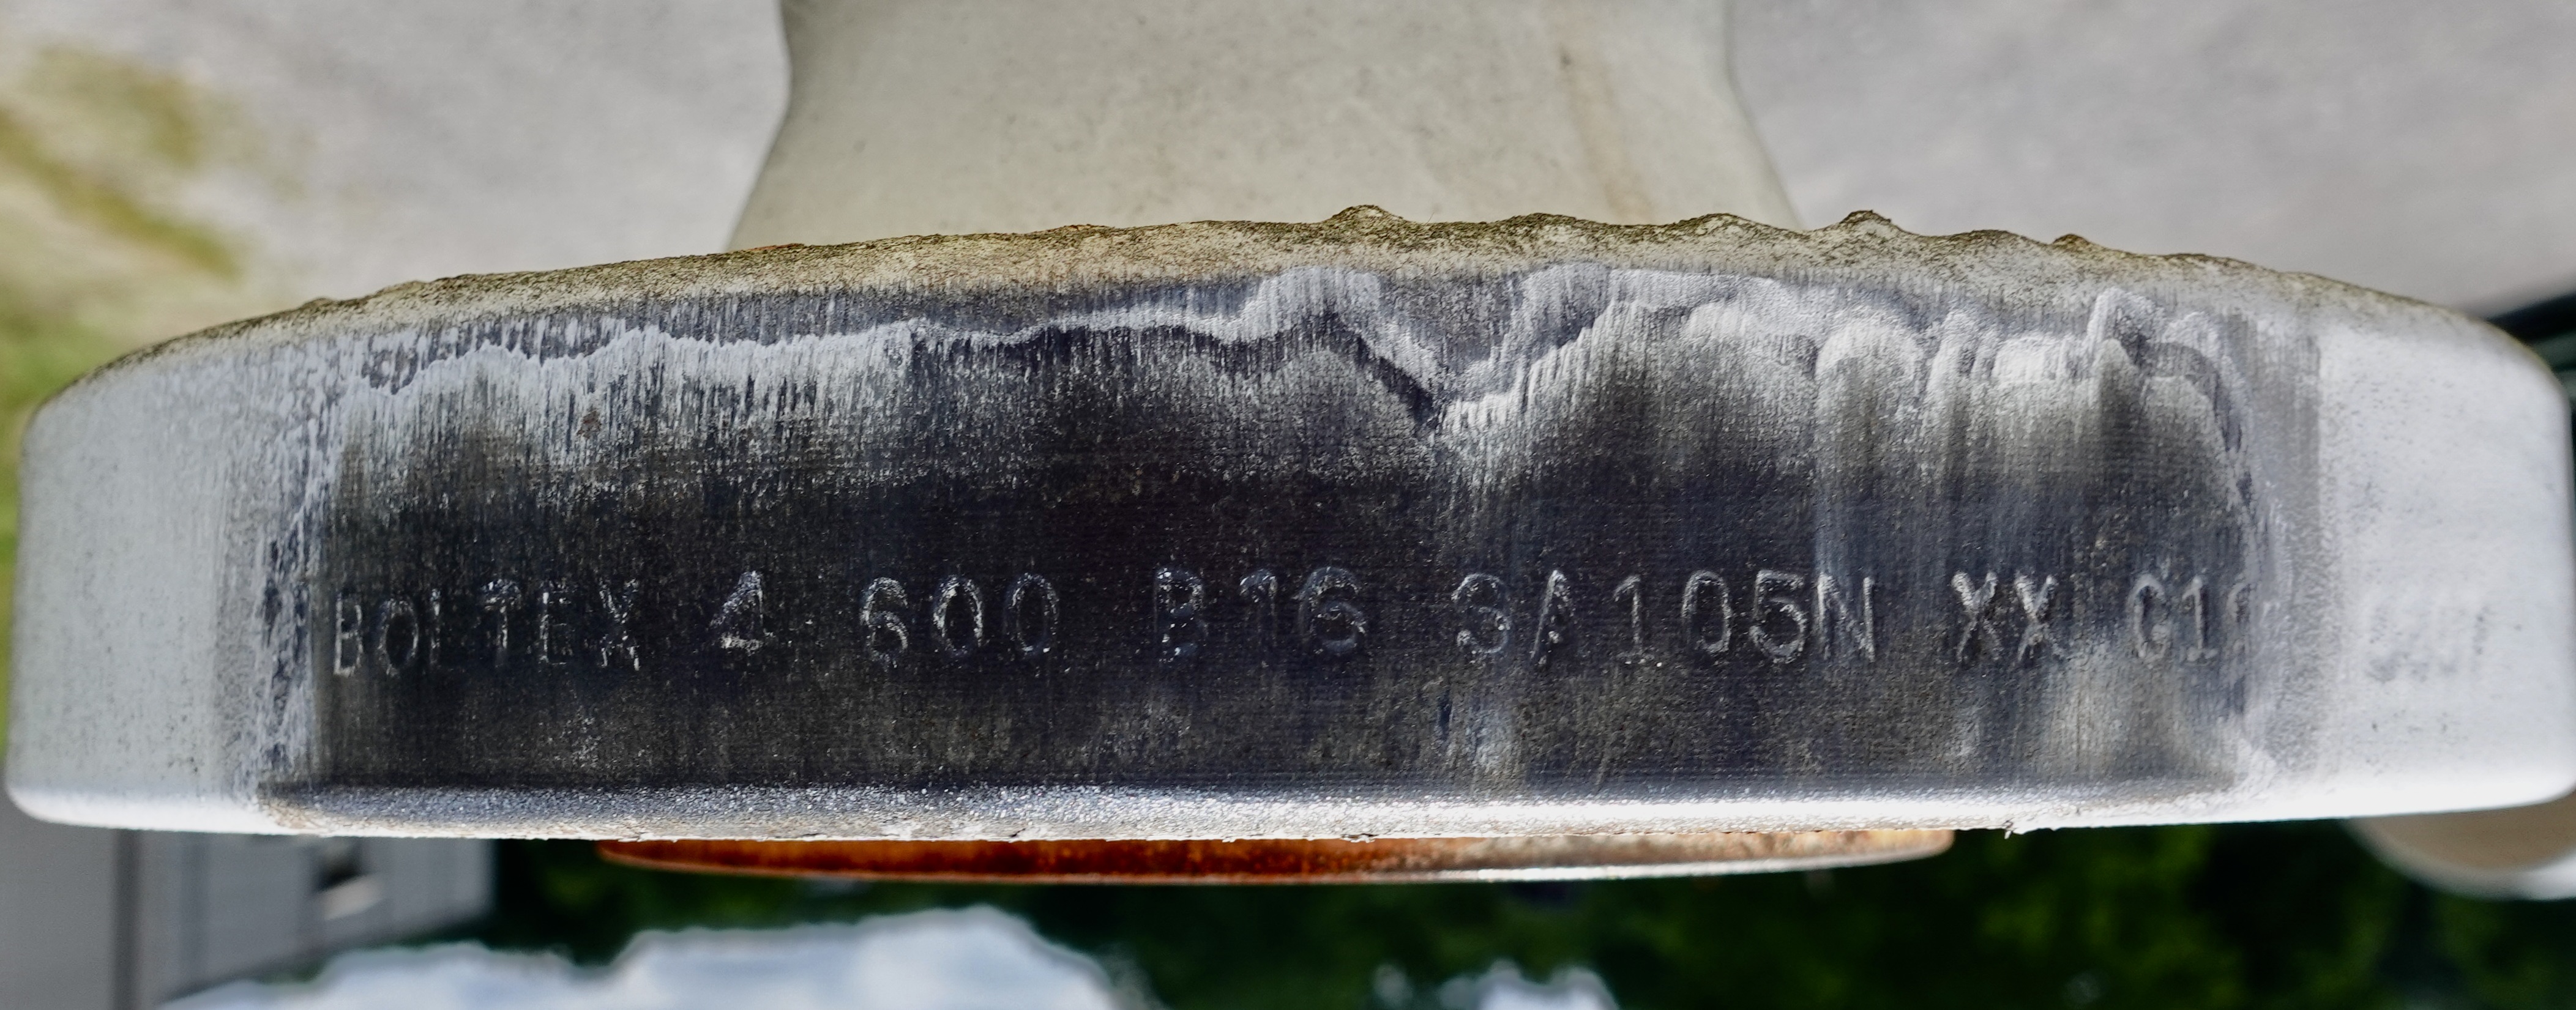 BOLTEX 4 600 B16 SA105N XX